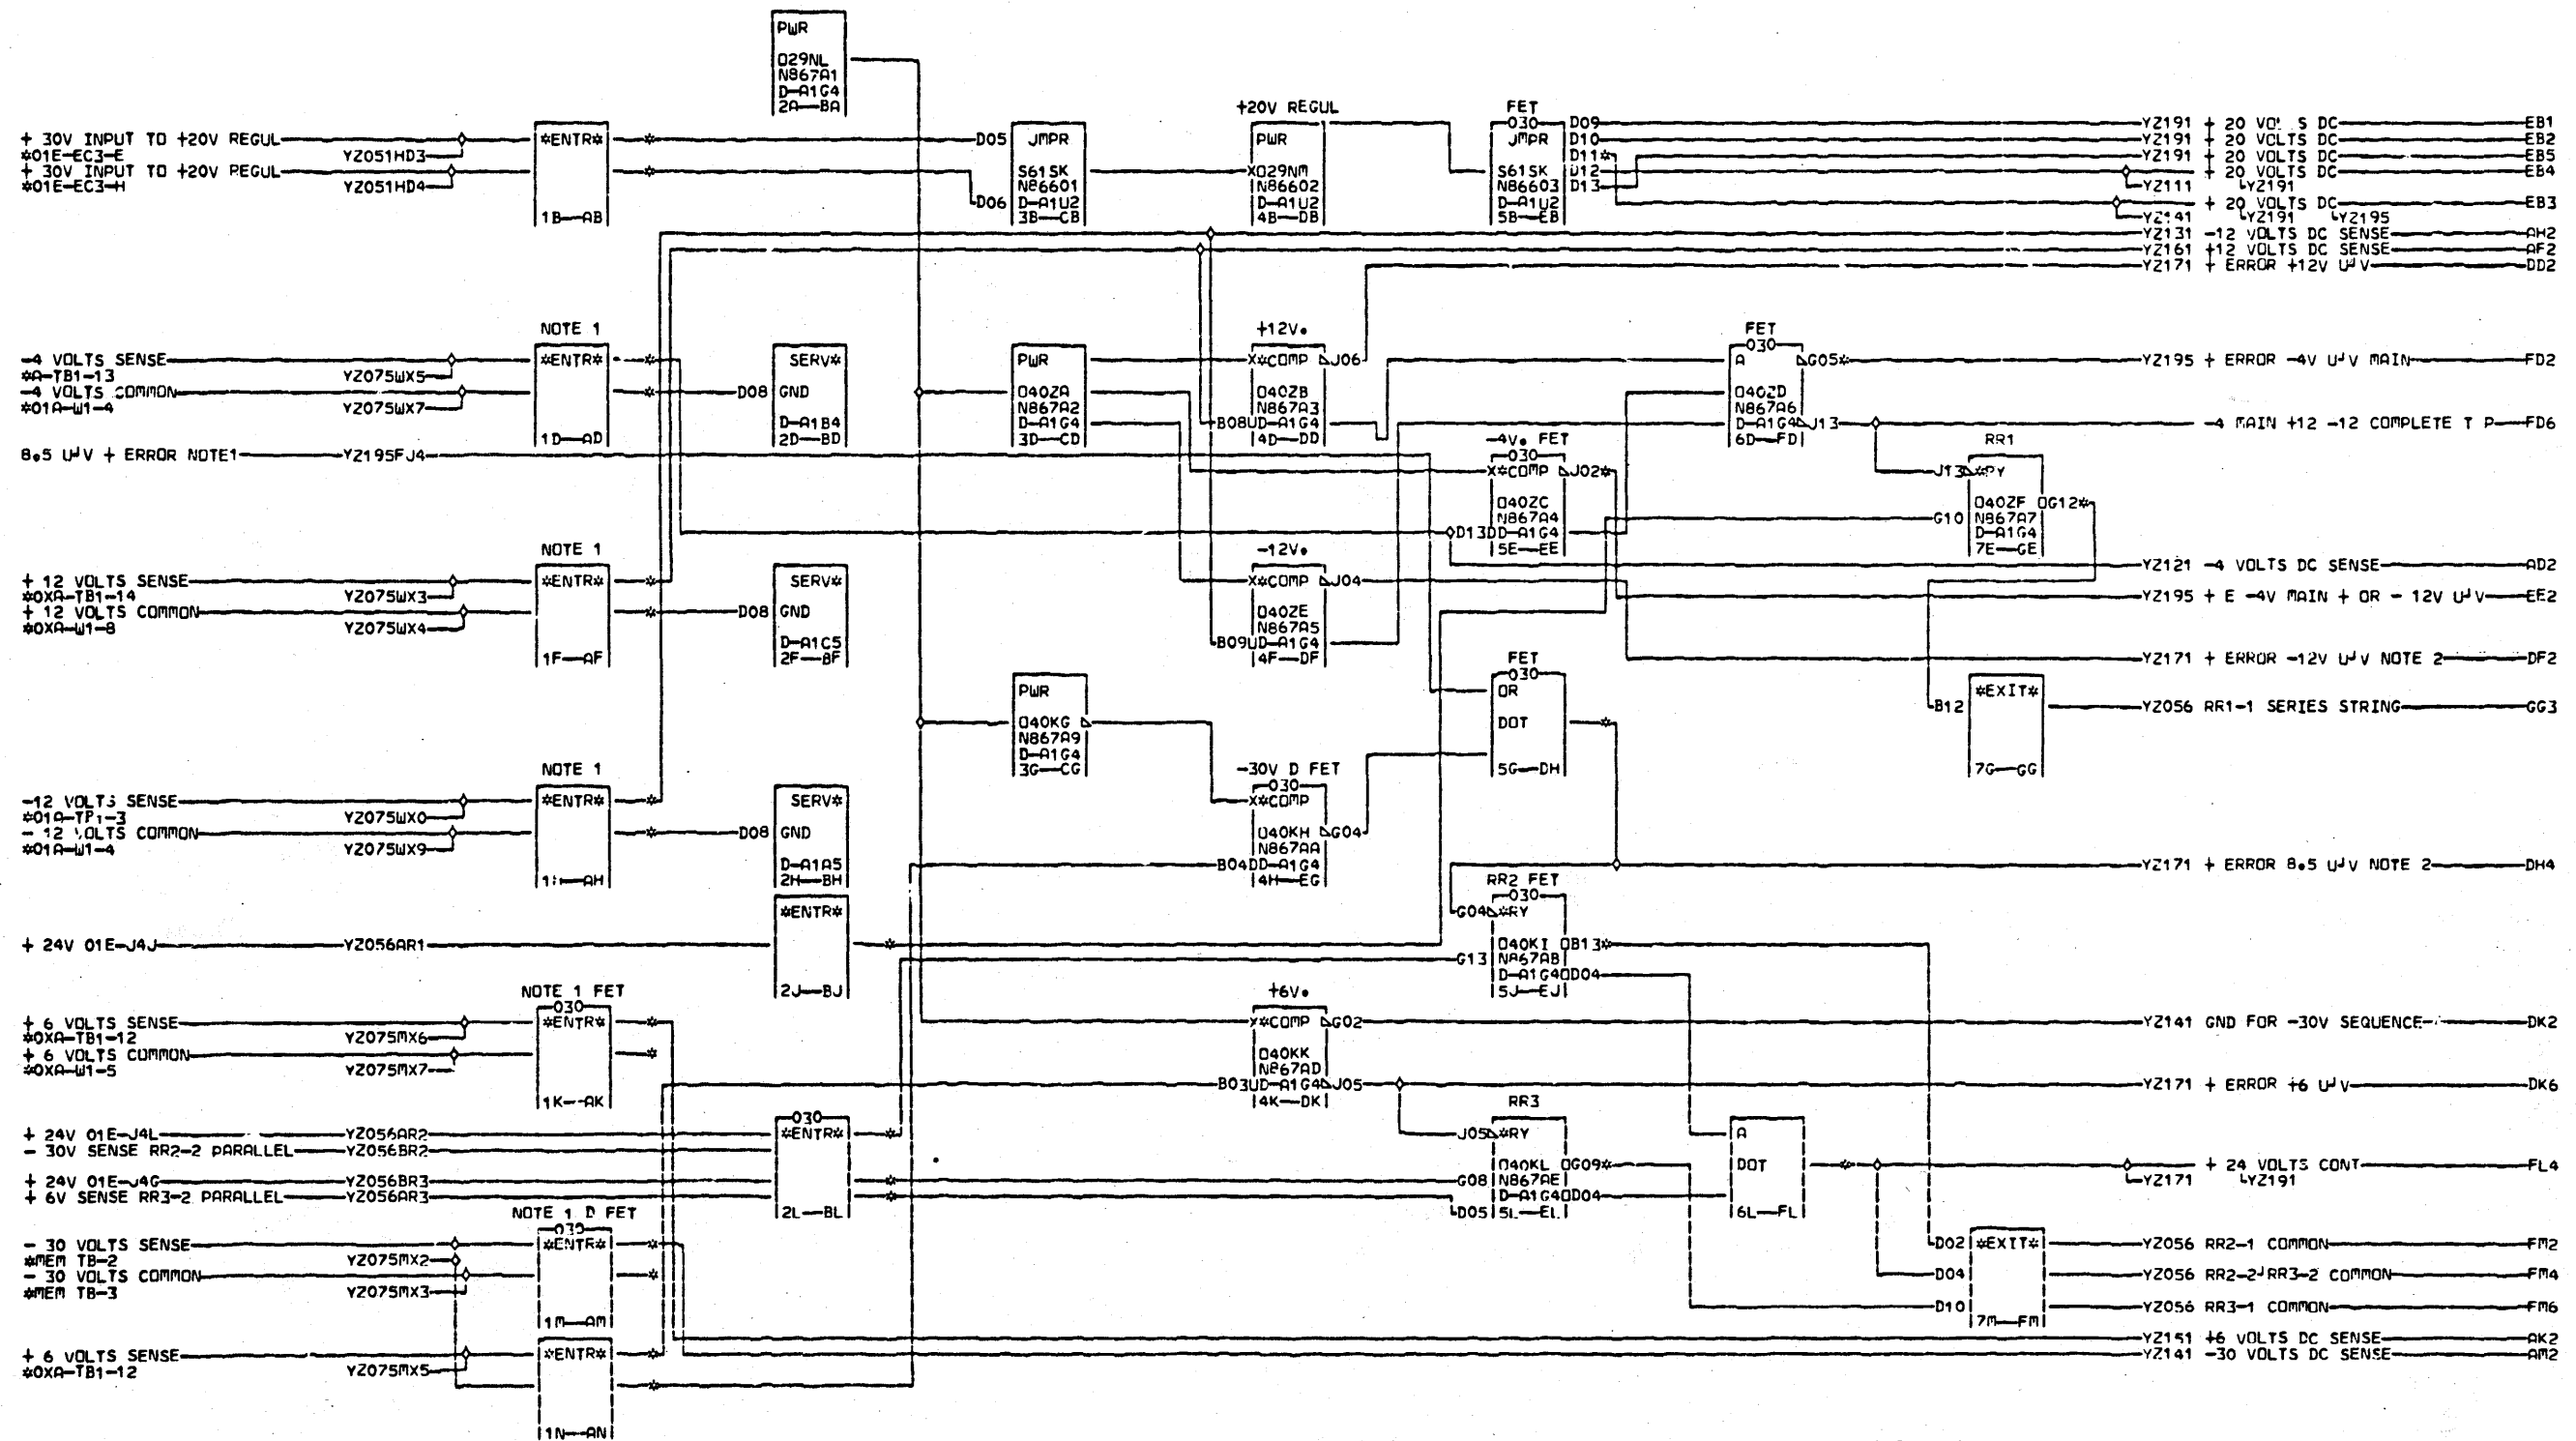 PWR
029NL
N867A1
D-A1G4
2A-BA
+ 30V INPUT TO +20V REGUL
*01E-EC3-E
YZ051HD3
+ 30V INPUT TO +20V REGUL
*01E-EC3-H
YZ051HD4
*ENTR*
1B-AB
D05
D06
JMPR
S61SK
N86601
D-A1U2
3B-CB
+20V REGUL
PWR
X029NM
N86602
D-A1U2
4B-DB
FET
030
JMPR
S61SK
N86603
D-A1U2
5B-EB
D09
D10
D11*
D12
D13
YZ191 + 20 VOLTS DC EB1
YZ191 + 20 VOLTS DC EB2
YZ191 + 20 VOLTS DC EB5
+ 20 VOLTS DC EB4
YZ111 YZ191
+ 20 VOLTS DC EB3
YZ141 YZ191 YZ195
YZ131 -12 VOLTS DC SENSE AH2
YZ161 +12 VOLTS DC SENSE AF2
YZ171 + ERROR +12V U/V DD2
-4 VOLTS SENSE
*A-TB1-13
YZ075WX5
-4 VOLTS COMMON
*01A-W1-4
YZ075WX7
8.5 U/V + ERROR NOTE1 YZ195FJ4
NOTE 1
*ENTR*
1D-AD
D08
SERV*
GND
D-A1B4
2D-BD
PWR
040ZA
N867A2
D-A1G4
3D-CD
+12V.
X*COMP J06
040ZB
N867A3
B08UD-A1G4
4D-DD
-4V. FET
030
X*COMP J02*
040ZC
N867A4
D13DD-A1G4
5E-EE
FET
030
A G05*
040ZD
N867A6
D-A1G4 J13
6D-FD
YZ195 + ERROR -4V U/V MAIN FD2
-4 MAIN +12 -12 COMPLETE T P FD6
RR1
J13 *PY
040ZF OG12*
G10 N867A7
D-A1G4
7E-GE
+ 12 VOLTS SENSE
*0XA-TB1-14
YZ075WX3
+ 12 VOLTS COMMON
*0XA-W1-8
YZ075WX4
NOTE 1
*ENTR*
1F-AF
D08
SERV*
GND
D-A1C5
2F-BF
-12V.
X*COMP J04
040ZE
N867A5
B09UD-A1G4
4F-DF
YZ121 -4 VOLTS DC SENSE AD2
YZ195 + E -4V MAIN + OR - 12V U/V EE2
YZ171 + ERROR -12V U/V NOTE 2 DF2
B12
*EXIT*
7G-GG
YZ056 RR1-1 SERIES STRING GG3
PWR
040KG
N867A9
D-A1G4
3G-CG
FET
030
OR
DOT
5G-DH
-12 VOLTS SENSE
*01A-TP1-3
YZ075WX0
- 12 VOLTS COMMON
*01A-W1-4
YZ075WX9
NOTE 1
*ENTR*
AH
D08
SERV*
GND
D-A1A5
2H-BH
-30V D FET
030
X*COMP
040KH G04
N867AA
B04DD-A1G4
4H-EG
YZ171 + ERROR 8.5 U/V NOTE 2 DH4
+ 24V 01E-J4J YZ056AR1
*ENTR*
2J-BJ
RR2 FET
030
G04 *RY
040KI OB13*
G13 N867AB
D-A1G4OD04
5J-EJ
+ 6 VOLTS SENSE
*0XA-TB1-12
YZ075MX6
+ 6 VOLTS COMMON
*0XA-W1-5
YZ075MX7
NOTE 1 FET
030
*ENTR*
1K-AK
+6V.
X*COMP G02
040KK
N867AD
B03UD-A1G4 J05
4K-DK
YZ141 GND FOR -30V SEQUENCE DK2
YZ171 + ERROR +6 U/V DK6
+ 24V 01E-J4L YZ056AR2
- 30V SENSE RR2-2 PARALLEL YZ056BR2
+ 24V 01E-J4G YZ056BR3
+ 6V SENSE RR3-2 PARALLEL YZ056AR3
030
*ENTR*
2L-BL
RR3
J05 *RY
040KL OG09*
G08 N867AE
D-A1G4OD04
D05 5L-EL
A
DOT
6L-FL
+ 24 VOLTS CONT FL4
YZ171 YZ191
- 30 VOLTS SENSE
*MEM TB-2
YZ075MX2
- 30 VOLTS COMMON
*MEM TB-3
YZ075MX3
NOTE 1 D FET
030
*ENTR*
1M-AM
D02
D04
D10
*EXIT*
7M-FM
YZ056 RR2-1 COMMON FM2
YZ056 RR2-2/RR3-2 COMMON FM4
YZ056 RR3-1 COMMON FM6
YZ151 +6 VOLTS DC SENSE AK2
YZ141 -30 VOLTS DC SENSE AM2
+ 6 VOLTS SENSE
*0XA-TB1-12
YZ075MX5
*ENTR*
1N-AN